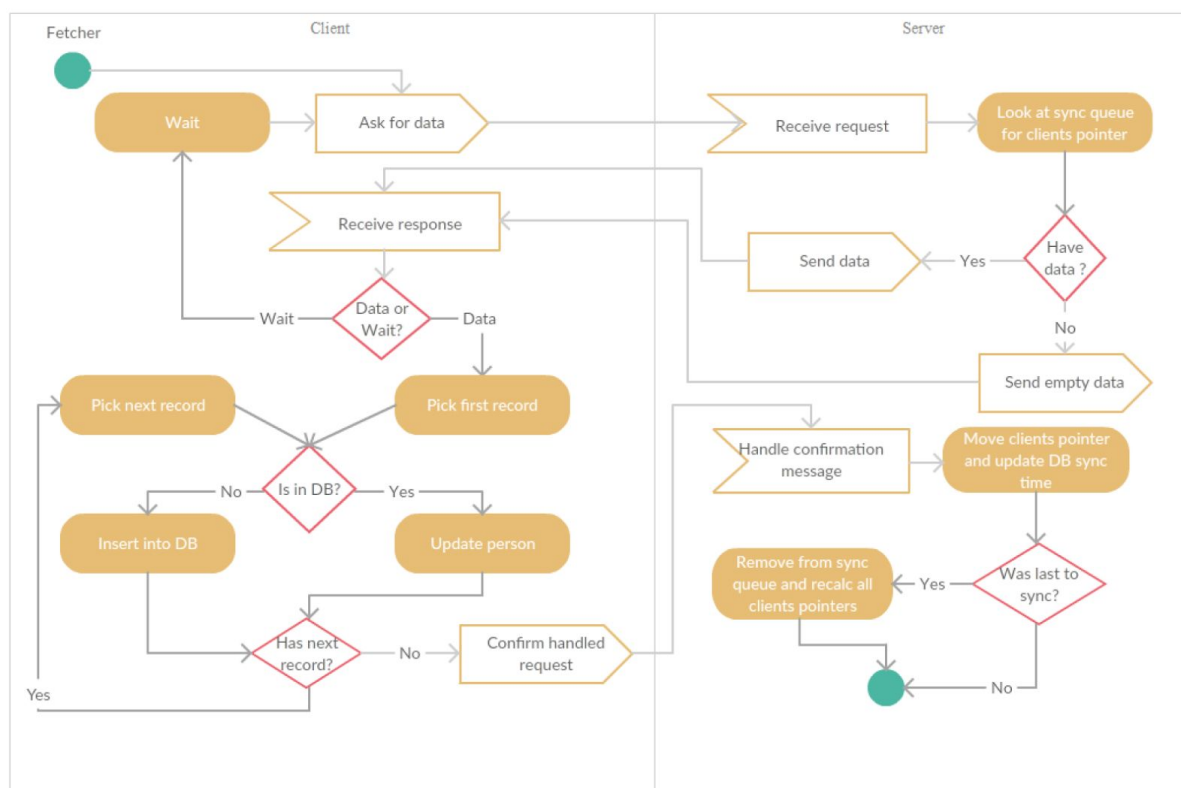 Client
Server
Fetcher
Wait
Ask for data
Receive request
Look at sync queue
for clients pointer
Receive response
Send data
Yes
Have
data ?
Data or
Wait?
Wait
Data
No
Send empty data
Pick next record
Pick first record
Handle confirmation
message
Move clients pointer
and update DB sync
time
Is in DB?
No
Yes
Insert into DB
Update person
Remove from sync
queue and recalc all
clients pointers
Yes
Was last to
sync?
Has next
record?
No
Confirm handled
request
Yes
No